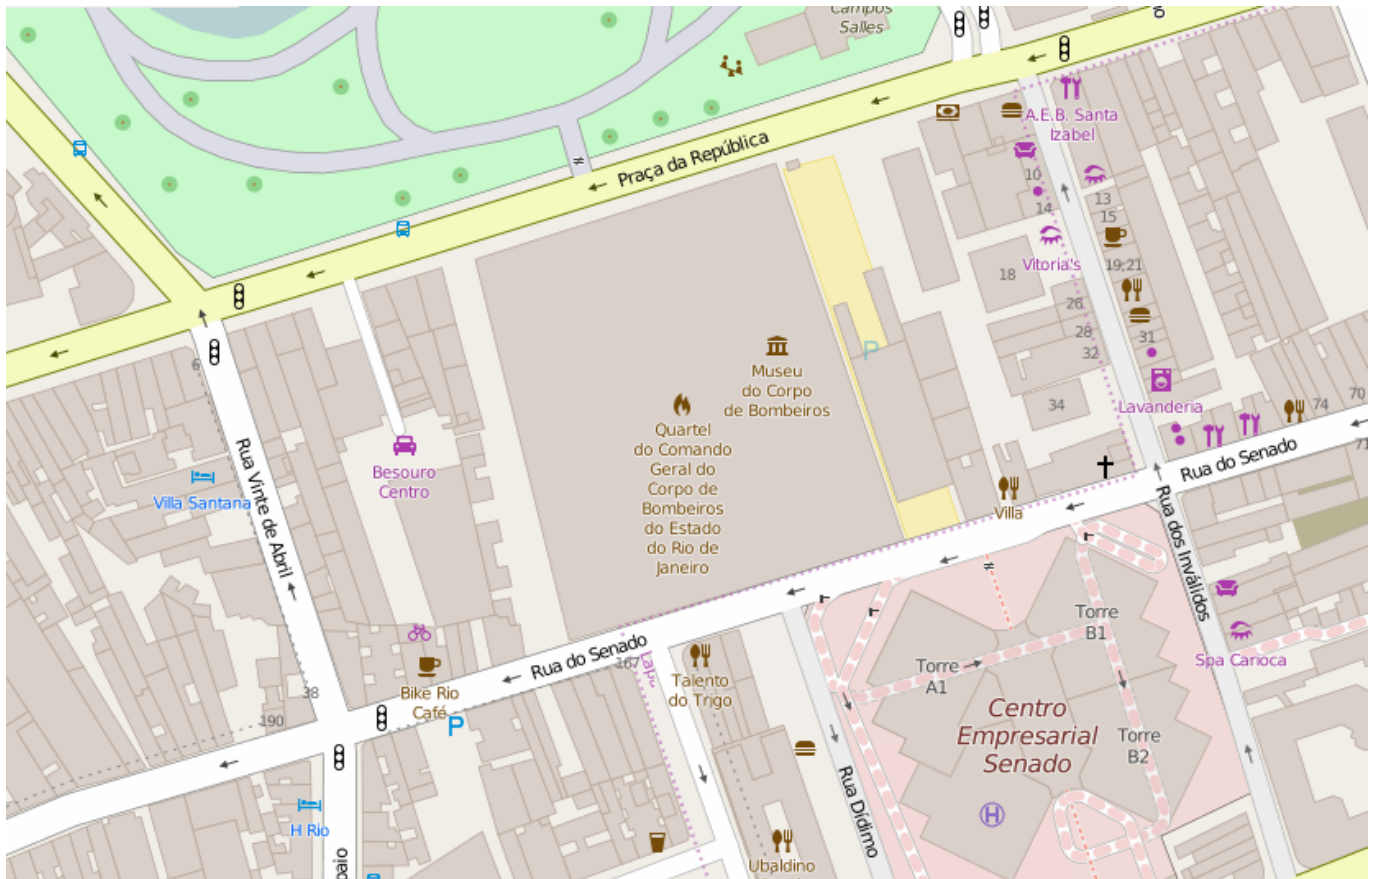 Campos
Salles
no
A.E.B. Santa
Izabel
Praça da República
10
13
14
15
Vitoria's
19;21
18
26
28
31
32
6
Museu
do Corpo
de Bombeiros
P
34
Lavanderia
74
70
71
Quartel
do Comando
Geral do
Corpo de
Bombeiros
do Estado
do Rio de
Janeiro
Besouro
Centro
Rua Vinte de Abril
Villa Santana
Rua do Senado
Villa
Rua dos Inválidos
Torre
B1
Rua do Senado
167
Lapa
Spa Carioca
Torre
A1
Talento
do Trigo
38
190
Bike Rio
Café
P
Centro
Empresarial
Senado
Torre
B2
Rua Dídimo
H
H Rio
paio
Ubaldino